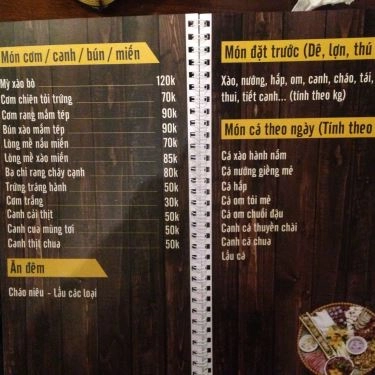 Món cơm / canh / bún / miến
Mỳ xào bò 120k
Cơm chiên tỏi trứng 70k
Cơm rang mắm tép 90k
Bún xào mắm tép 90k
Lòng mề nấu miến 70k
Lòng mề xào miến 85k
Ba chỉ rang cháy cạnh 80k
Trứng tráng hành 50k
Cơm trắng 30k
Canh cải thịt 50k
Canh cua mùng tơi 50k
Canh thịt chua 50k
Ăn đêm
Cháo niêu - Lẩu các loại
Món đặt trước (Dê, lợn, thú
Xào, nướng, hấp, om, canh, cháo, tái,
thui, tiết canh... (tính theo kg)
Món cá theo ngày (Tính theo
Cá xào hành nấm
Cá nướng giềng mẻ
Cá hấp
Cá om tỏi mẻ
Cá om chuối đậu
Canh cá thuyền chài
Canh cá chua
Lẩu cá